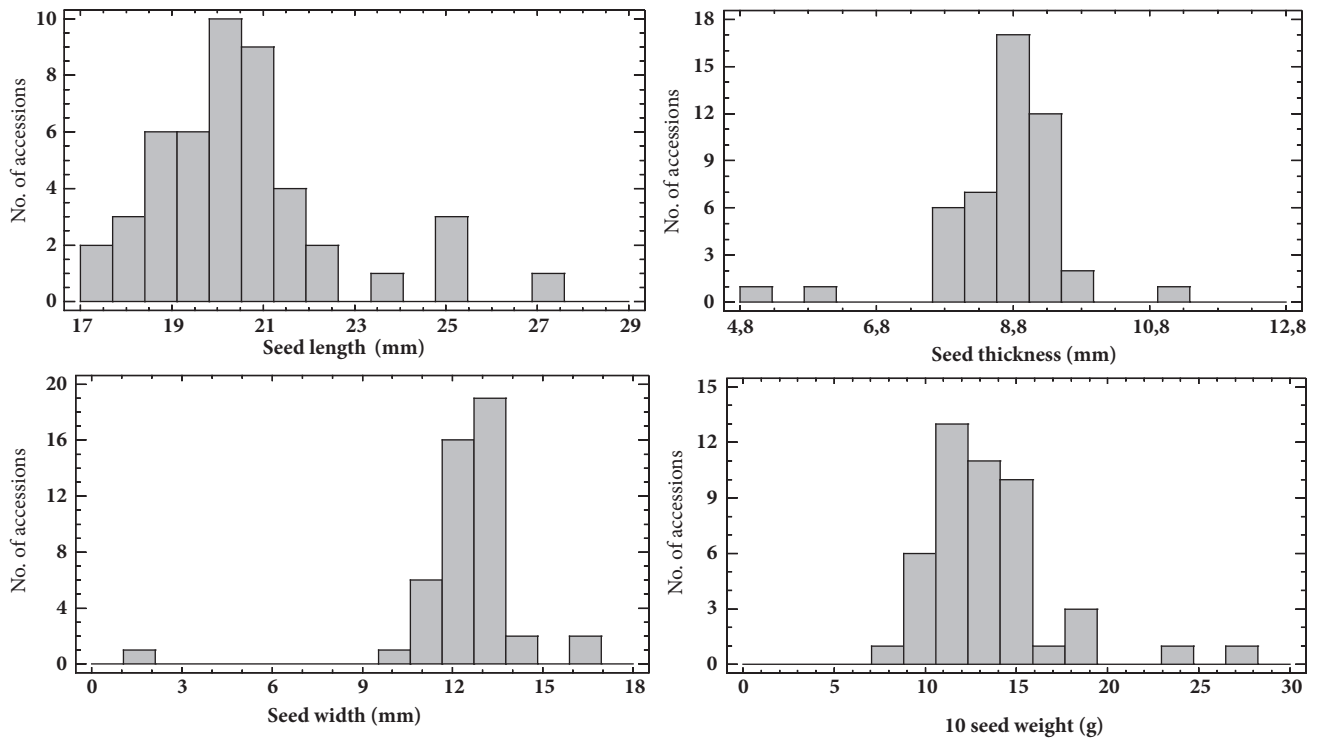 No. of accessions
10
8
6
4
2
0
17 19 21 23 25 27 29
Seed length (mm)
No. of accessions
18
15
12
9
6
3
0
4,8 6,8 8,8 10,8 12,8
Seed thickness (mm)
No. of accessions
20
16
12
8
4
0
0 3 6 9 12 15 18
Seed width (mm)
No. of accessions
15
12
9
6
3
0
0 5 10 15 20 25 30
10 seed weight (g)